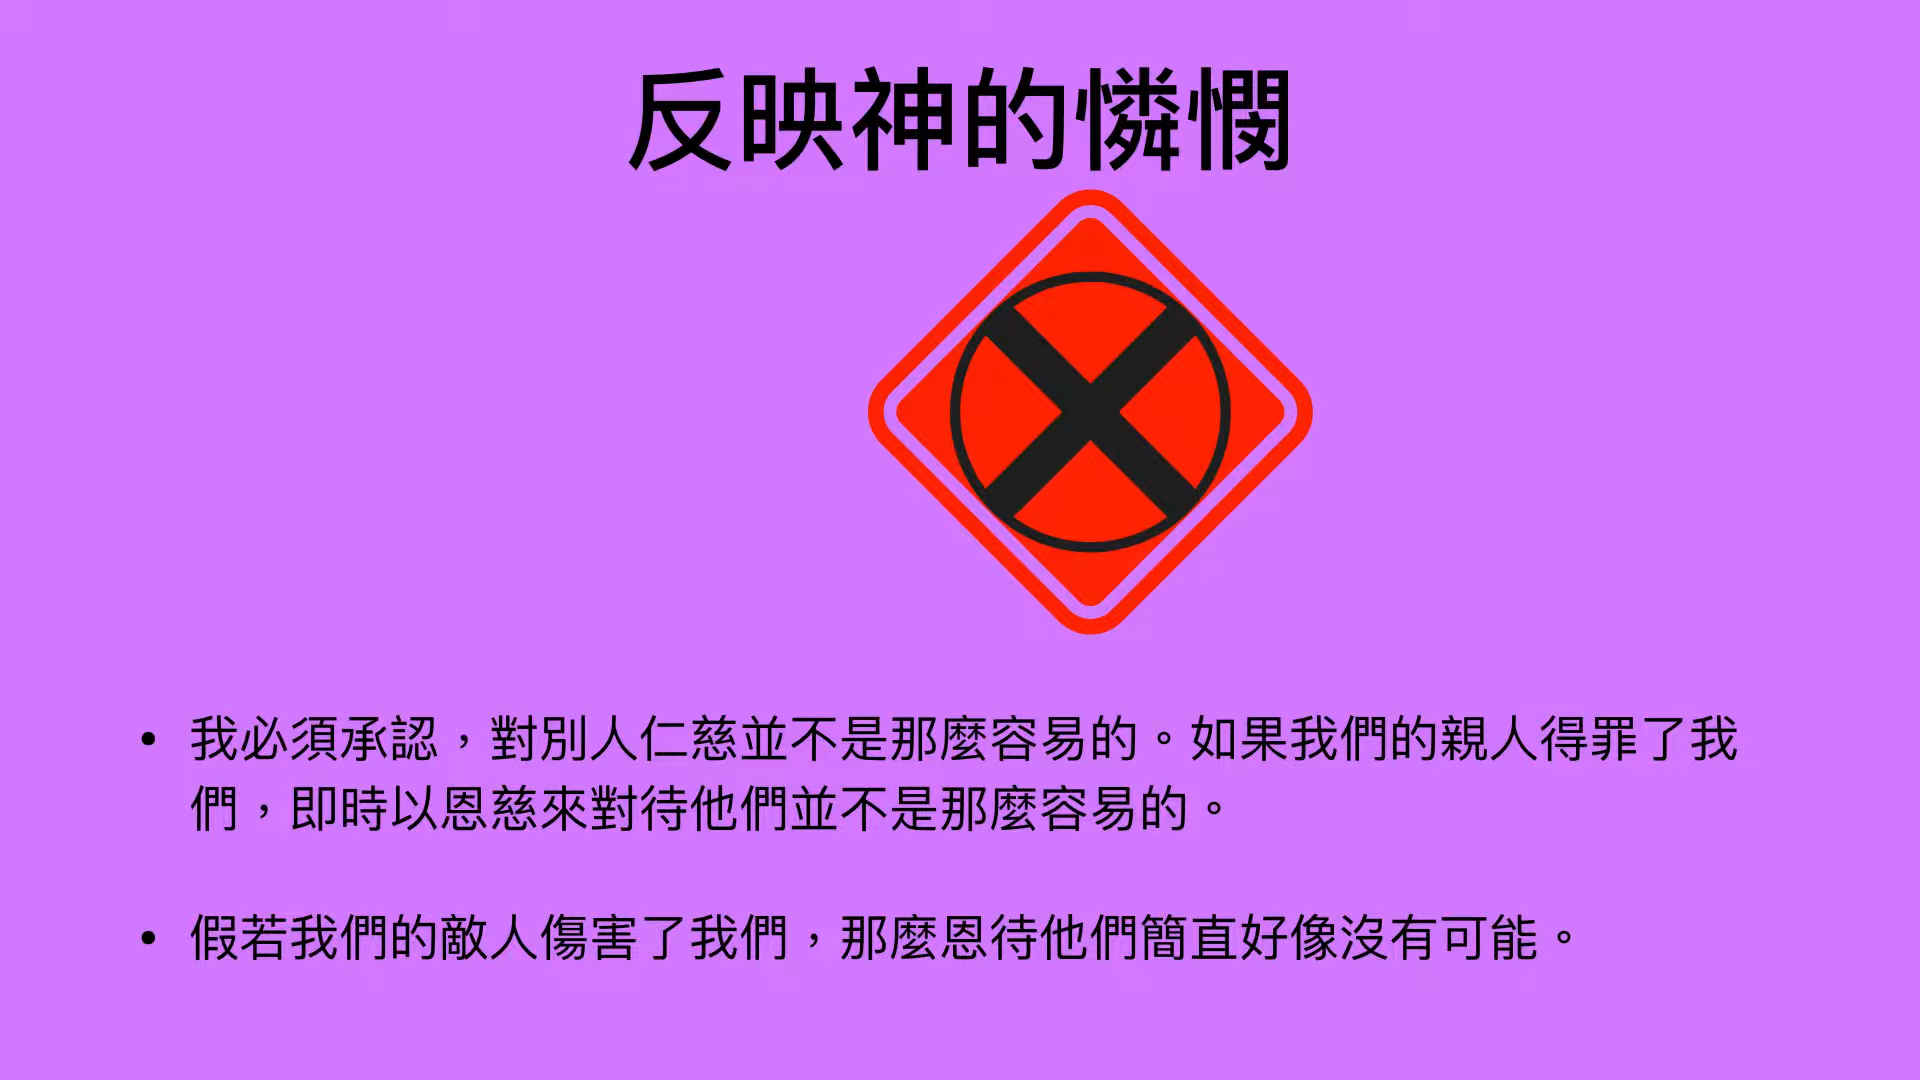 反映神的憐憫
• 我必須承認，對別人仁慈並不是那麼容易的。如果我們的親人得罪了我
們，即時以恩慈來對待他們並不是那麼容易的。
• 假若我們的敵人傷害了我們，那麼恩待他們簡直好像沒有可能。